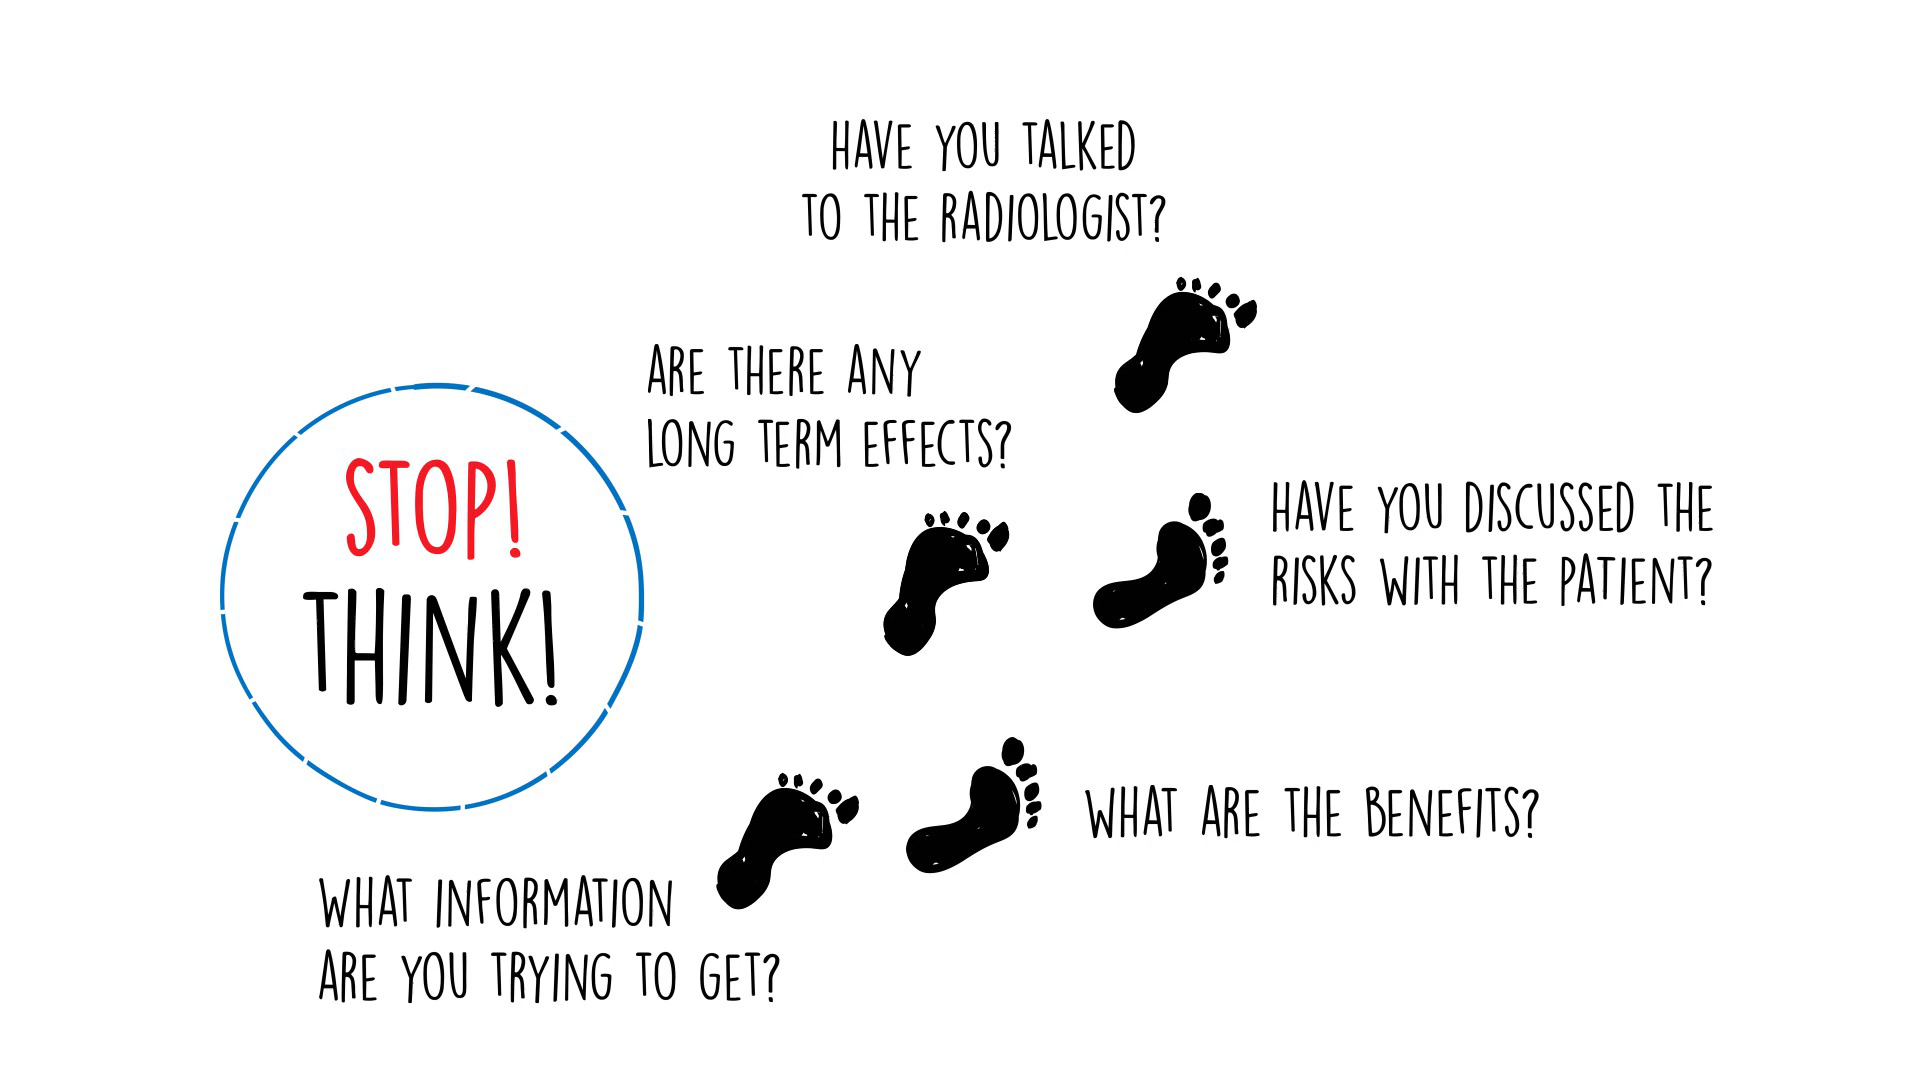 HAVE YOU TALKED
TO THE RADIOLOGIST?
ARE THERE ANY
LONG TERM EFFECTS?
STOP!
THINK!
HAVE YOU DISCUSSED THE
RISKS WITH THE PATIENT?
WHAT ARE THE BENEFITS?
WHAT INFORMATION
ARE YOU TRYING TO GET?